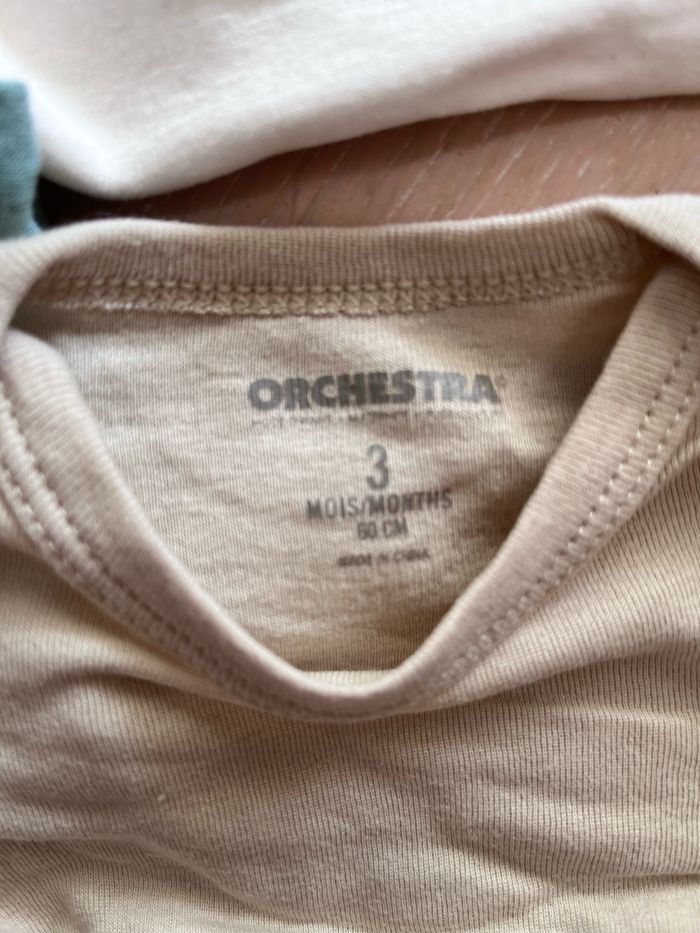 ORCHESTRA
3
MOIS/MONTHS
60 CM
MADE IN CHINA